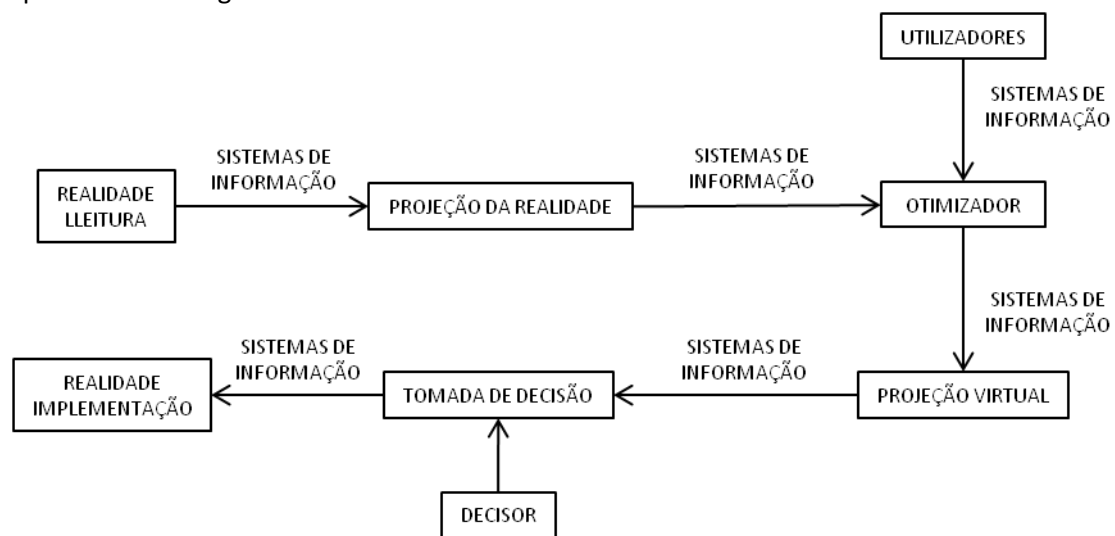 UTILIZADORES
SISTEMAS DE
INFORMAÇÃO
SISTEMAS DE
INFORMAÇÃO
SISTEMAS DE
INFORMAÇÃO
REALIDADE
LLEITURA
PROJEÇÃO DA REALIDADE
OTIMIZADOR
SISTEMAS DE
INFORMAÇÃO
SISTEMAS DE
INFORMAÇÃO
SISTEMAS DE
INFORMAÇÃO
REALIDADE
IMPLEMENTAÇÃO
TOMADA DE DECISÃO
PROJEÇÃO VIRTUAL
DECISOR